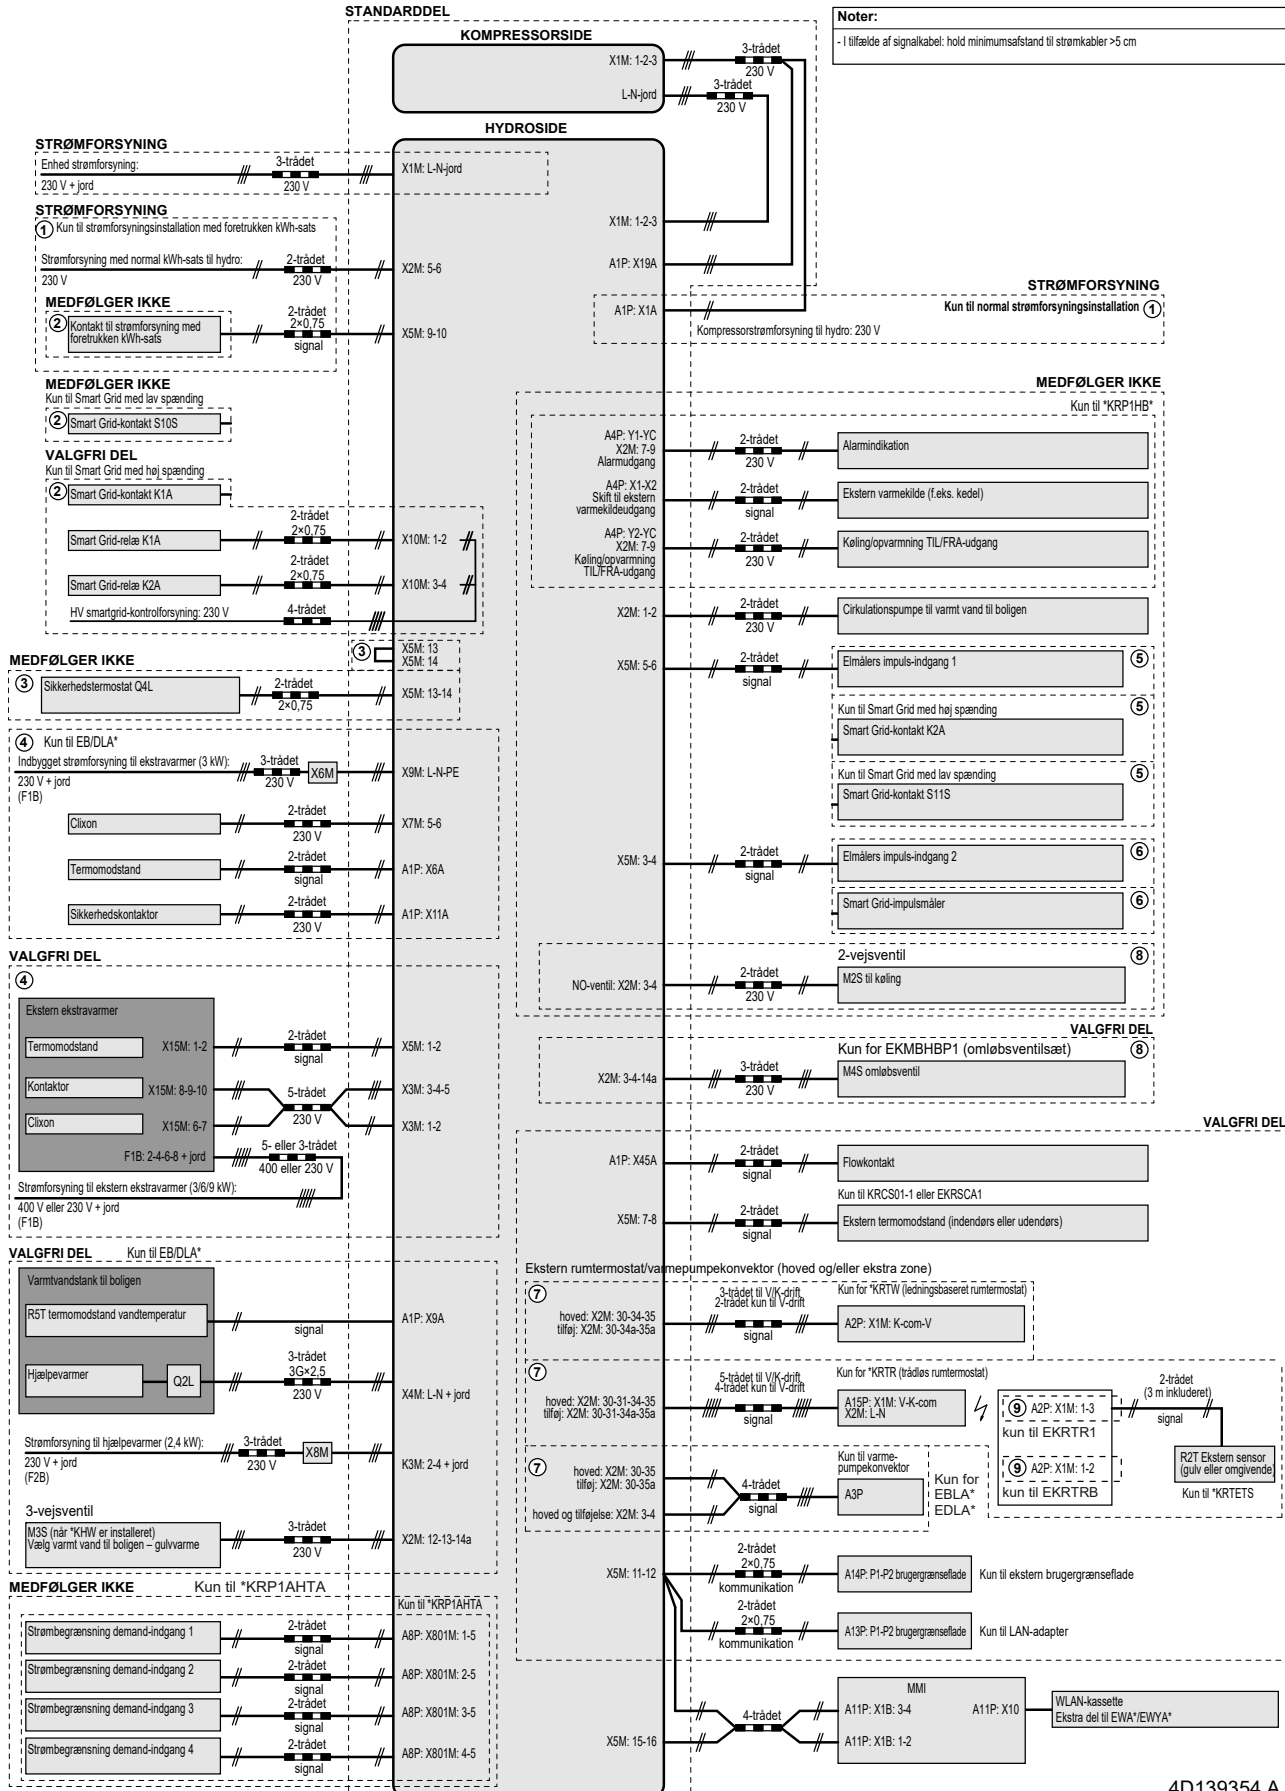 STANDARDDEL
Noter:
- I tilfælde af signalkabel: hold minimumsafstand til strømkabler >5 cm
KOMPRESSORSIDE
X1M: 1-2-3
3-trådet
230 V
L-N-jord
3-trådet
230 V
HYDROSIDE
STRØMFORSYNING
Enhed strømforsyning:
230 V + jord
3-trådet
230 V
X1M: L-N-jord
STRØMFORSYNING
1 Kun til strømforsyningsinstallation med foretrukken kWh-sats
Strømforsyning med normal kWh-sats til hydro:
230 V
2-trådet
230 V
X2M: 5-6
MEDFØLGER IKKE
2 Kontakt til strømforsyning med
foretrukken kWh-sats
2-trådet
2×0,75
signal
X5M: 9-10
X1M: 1-2-3
A1P: X19A
A1P: X1A
STRØMFORSYNING
Kun til normal strømforsyningsinstallation 1
Kompressorstrømforsyning til hydro: 230 V
MEDFØLGER IKKE
Kun til Smart Grid med lav spænding
2 Smart Grid-kontakt S10S
VALGFRI DEL
Kun til Smart Grid med høj spænding
2 Smart Grid-kontakt K1A
Smart Grid-relæ K1A
2-trådet
2×0,75
X10M: 1-2
Smart Grid-relæ K2A
2-trådet
2×0,75
X10M: 3-4
HV smartgrid-kontrolforsyning: 230 V
4-trådet
3
X5M: 13
X5M: 14
MEDFØLGER IKKE
3 Sikkerhedstermostat Q4L
2-trådet
2×0,75
X5M: 13-14
4 Kun til EB/DLA*
Indbygget strømforsyning til ekstravarmer (3 kW):
230 V + jord
(F1B)
3-trådet
230 V
X6M
X9M: L-N-PE
Clixon
2-trådet
230 V
X7M: 5-6
Termomodstand
2-trådet
signal
A1P: X6A
Sikkerhedskontaktor
2-trådet
230 V
A1P: X11A
VALGFRI DEL
4
Ekstern ekstravarmer
Termomodstand
X15M: 1-2
2-trådet
signal
X5M: 1-2
Kontaktor
X15M: 8-9-10
5-trådet
230 V
X3M: 3-4-5
Clixon
X15M: 6-7
X3M: 1-2
F1B: 2-4-6-8 + jord
5- eller 3-trådet
400 eller 230 V
Strømforsyning til ekstern ekstravarmer (3/6/9 kW):
400 V eller 230 V + jord
(F1B)
VALGFRI DEL
Kun til EB/DLA*
Varmtvandstank til boligen
R5T termomodstand vandtemperatur
signal
A1P: X9A
Hjælpevarmer
Q2L
3-trådet
3G×2,5
230 V
X4M: L-N + jord
Strømforsyning til hjælpevarmer (2,4 kW):
230 V + jord
(F2B)
3-trådet
230 V
X8M
K3M: 2-4 + jord
3-vejsventil
M3S (når *KHW er installeret)
Vælg varmt vand til boligen – gulvvarme
3-trådet
230 V
X2M: 12-13-14a
MEDFØLGER IKKE
Kun til *KRP1AHTA
Kun til *KRP1AHTA
Strømbegrænsning demand-indgang 1
2-trådet
signal
A8P: X801M: 1-5
Strømbegrænsning demand-indgang 2
2-trådet
signal
A8P: X801M: 2-5
Strømbegrænsning demand-indgang 3
2-trådet
signal
A8P: X801M: 3-5
Strømbegrænsning demand-indgang 4
2-trådet
signal
A8P: X801M: 4-5
MEDFØLGER IKKE
Kun til *KRP1HB*
A4P: Y1-YC
X2M: 7-9
Alarmudgang
2-trådet
230 V
Alarmindikation
A4P: X1-X2
Skift til ekstern
varmekildeudgang
2-trådet
signal
Ekstern varmekilde (f.eks. kedel)
A4P: Y2-YC
X2M: 7-9
Køling/opvarmning
TIL/FRA-udgang
2-trådet
230 V
Køling/opvarmning TIL/FRA-udgang
X2M: 1-2
2-trådet
230 V
Cirkulationspumpe til varmt vand til boligen
X5M: 5-6
2-trådet
signal
Elmålers impuls-indgang 1
5
Kun til Smart Grid med høj spænding
5
Smart Grid-kontakt K2A
Kun til Smart Grid med lav spænding
5
Smart Grid-kontakt S11S
X5M: 3-4
2-trådet
signal
Elmålers impuls-indgang 2
6
Smart Grid-impulsmåler
6
2-vejsventil
8
NO-ventil: X2M: 3-4
2-trådet
230 V
M2S til køling
VALGFRI DEL
Kun for EKMBHBP1 (omløbsventilsæt)
8
X2M: 3-4-14a
3-trådet
230 V
M4S omløbsventil
VALGFRI DEL
A1P: X45A
2-trådet
signal
Flowkontakt
Kun til KRCS01-1 eller EKRSCA1
X5M: 7-8
2-trådet
signal
Ekstern termomodstand (indendørs eller udendørs)
Ekstern rumtermostat/varmepumpekonvektor (hoved og/eller ekstra zone)
7
hoved: X2M: 30-34-35
tilføj: X2M: 30-34a-35a
3-trådet til V/K-drift
2-trådet kun til V-drift
signal
Kun for *KRTW (ledningsbaseret rumtermostat)
A2P: X1M: K-com-V
7
hoved: X2M: 30-31-34-35
tilføj: X2M: 30-31-34a-35a
5-trådet til V/K-drift
4-trådet kun til V-drift
signal
Kun for *KRTR (trådløs rumtermostat)
A15P: X1M: V-K-com
X2M: L-N
9 A2P: X1M: 1-3
kun til EKRTR1
9 A2P: X1M: 1-2
kun til EKRTRB
2-trådet
(3 m inkluderet)
signal
R2T Ekstern sensor
(gulv eller omgivende)
Kun til *KRTETS
7
hoved: X2M: 30-35
tilføj: X2M: 30-35a
hoved og tilføjelse: X2M: 3-4
4-trådet
signal
Kun til varme-
pumpekonvektor
A3P
Kun for
EBLA*
EDLA*
X5M: 11-12
2-trådet
2×0,75
kommunikation
A14P: P1-P2 brugergrænseflade
Kun til ekstern brugergrænseflade
2-trådet
2×0,75
kommunikation
A13P: P1-P2 brugergrænseflade
Kun til LAN-adapter
X5M: 15-16
4-trådet
MMI
A11P: X1B: 3-4
A11P: X1B: 1-2
A11P: X10
WLAN-kassette
Ekstra del til EWA*/EWYA*
4D139354 A